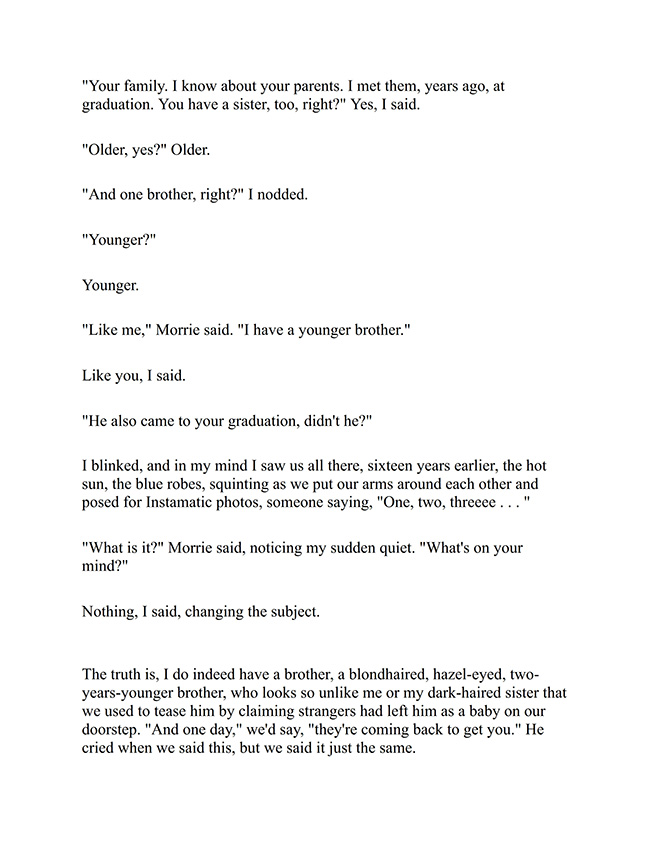 "Your family. I know about your parents. I met them, years ago, at
graduation. You have a sister, too, right?" Yes, I said.
"Older, yes?" Older.
"And one brother, right?" I nodded.
"Younger?"
Younger.
"Like me," Morrie said. "I have a younger brother."
Like you, I said.
"He also came to your graduation, didn't he?"
I blinked, and in my mind I saw us all there, sixteen years earlier, the hot
sun, the blue robes, squinting as we put our arms around each other and
posed for Instamatic photos, someone saying, "One, two, threeee . . . "
"What is it?" Morrie said, noticing my sudden quiet. "What's on your
mind?"
Nothing, I said, changing the subject.
The truth is, I do indeed have a brother, a blondhaired, hazel-eyed, two-
years-younger brother, who looks so unlike me or my dark-haired sister that
we used to tease him by claiming strangers had left him as a baby on our
doorstep. "And one day," we'd say, "they're coming back to get you." He
cried when we said this, but we said it just the same.